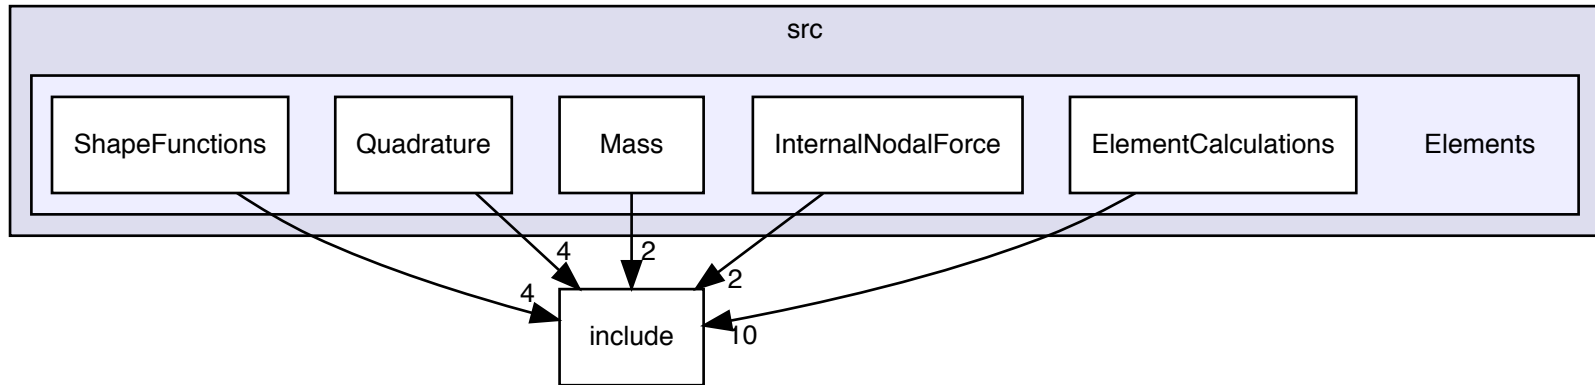 src
ShapeFunctions
Quadrature
Mass
InternalNodalForce
ElementCalculations
Elements
4
2
2
4
10
include